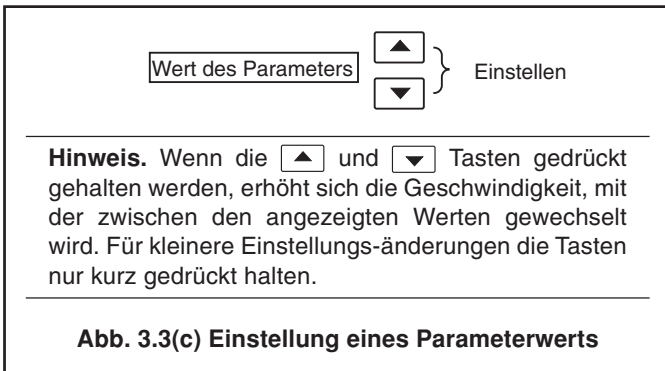 Wert des Parameters ▲ ▼ } Einstellen
Hinweis. Wenn die ▲ und ▼ Tasten gedrückt
gehalten werden, erhöht sich die Geschwindigkeit, mit
der zwischen den angezeigten Werten gewechselt
wird. Für kleinere Einstellungs-änderungen die Tasten
nur kurz gedrückt halten.
Abb. 3.3(c) Einstellung eines Parameterwerts